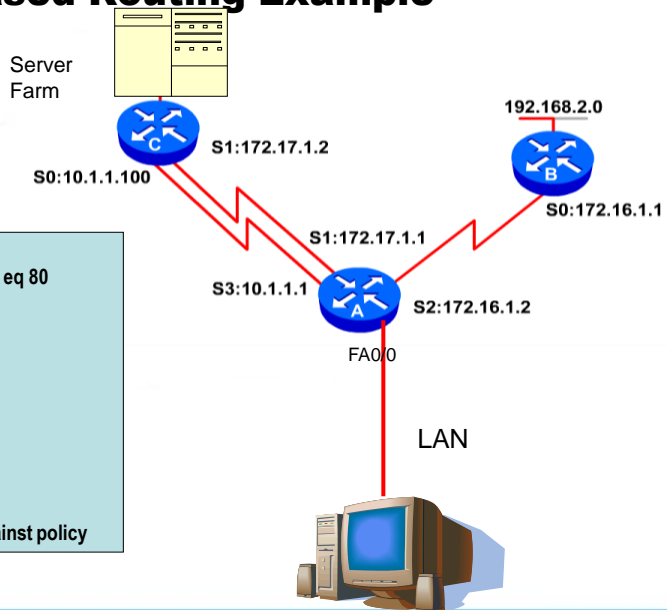 Routing Example
Server
Farm
192.168.2.0
C
S1:172.17.1.2
B
S0:10.1.1.100
S0:172.16.1.1
S1:172.17.1.1
eq 80
S3:10.1.1.1
A
S2:172.16.1.2
FA0/0
LAN
policy